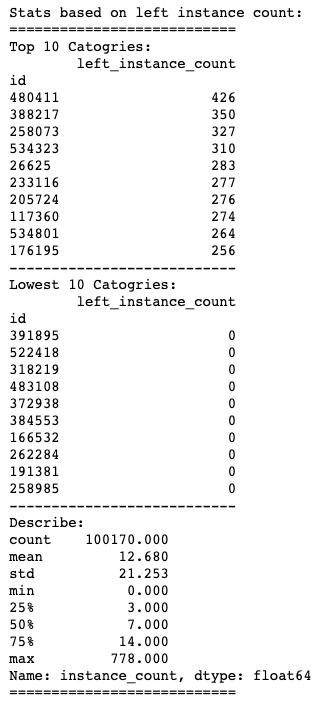 Stats based on left instance count:
===========================
Top 10 Catogries:
        left_instance_count
id
480411                  426
388217                  350
258073                  327
534323                  310
26625                   283
233116                  277
205724                  276
117360                  274
534801                  264
176195                  256
---------------------------
Lowest 10 Catogries:
        left_instance_count
id
391895                    0
522418                    0
318219                    0
483108                    0
372938                    0
384553                    0
166532                    0
262284                    0
191381                    0
258985                    0
---------------------------
Describe:
count    100170.000
mean         12.680
std          21.253
min           0.000
25%           3.000
50%           7.000
75%          14.000
max         778.000
Name: instance_count, dtype: float64
===========================